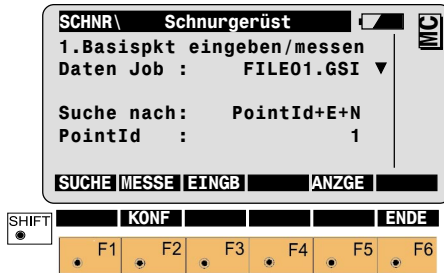 SCHNR\ Schnurgerüst
MC
1.Basispkt eingeben/messen
Daten Job : FILE01.GSI ▼
Suche nach: PointId+E+N
PointId : 1
SUCHE MESSE EINGB ANZGE
SHIFT KONF ENDE
F1 F2 F3 F4 F5 F6